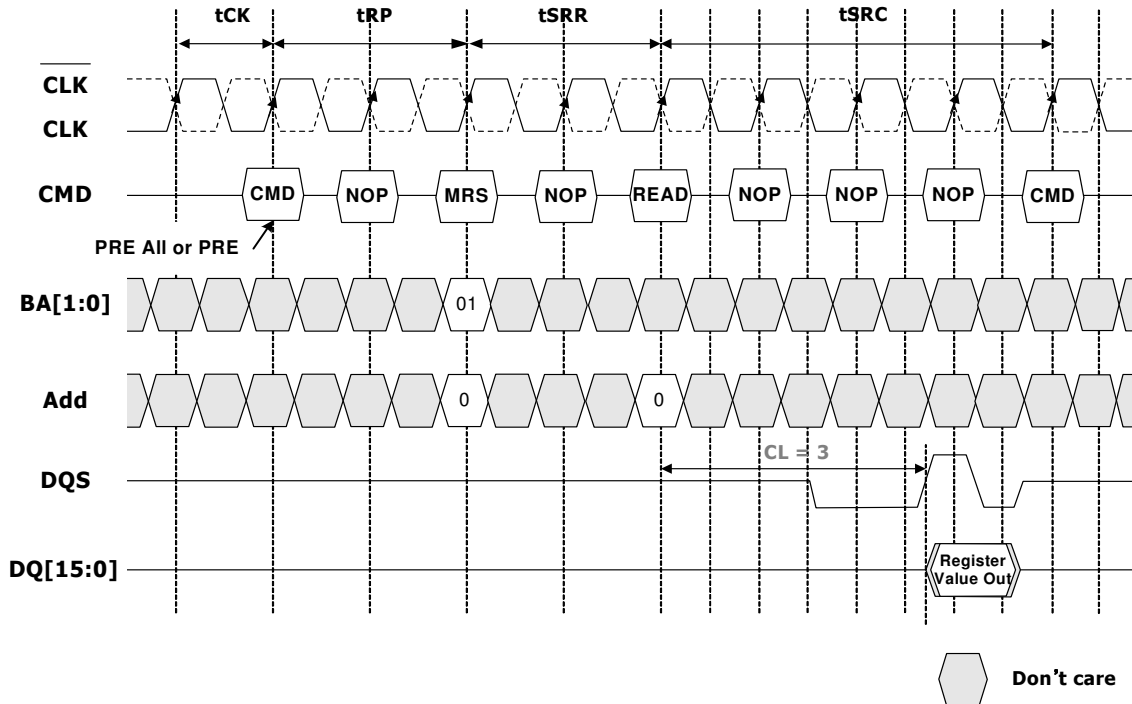 tCK tRP tSRR tSRC
CLK
CLK
CMD CMD NOP MRS NOP READ NOP NOP NOP CMD
PRE All or PRE
BA[1:0] 01
Add 0 0
CL = 3
DQS
DQ[15:0] Register
Value Out
Don't care